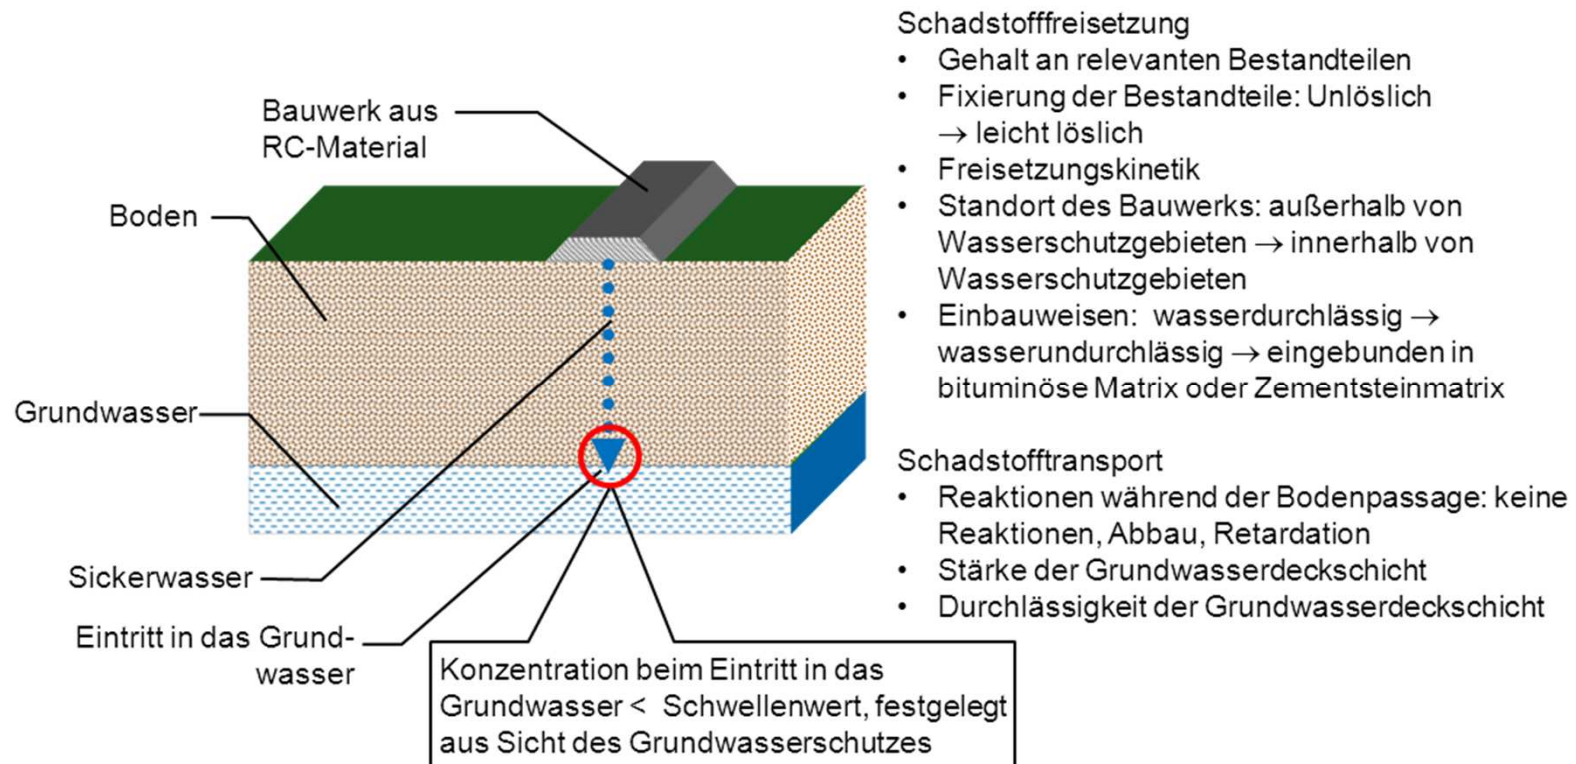 Bauwerk aus
RC-Material
Boden
Grundwasser
Sickerwasser
Eintritt in das Grund-
wasser
Konzentration beim Eintritt in das
Grundwasser < Schwellenwert, festgelegt
aus Sicht des Grundwasserschutzes
Schadstofffreisetzung
• Gehalt an relevanten Bestandteilen
• Fixierung der Bestandteile: Unlöslich
→ leicht löslich
• Freisetzungskinetik
• Standort des Bauwerks: außerhalb von
Wasserschutzgebieten → innerhalb von
Wasserschutzgebieten
• Einbauweisen: wasserdurchlässig →
wasserundurchlässig → eingebunden in
bituminöse Matrix oder Zementsteinmatrix
Schadstofftransport
• Reaktionen während der Bodenpassage: keine
Reaktionen, Abbau, Retardation
• Stärke der Grundwasserdeckschicht
• Durchlässigkeit der Grundwasserdeckschicht